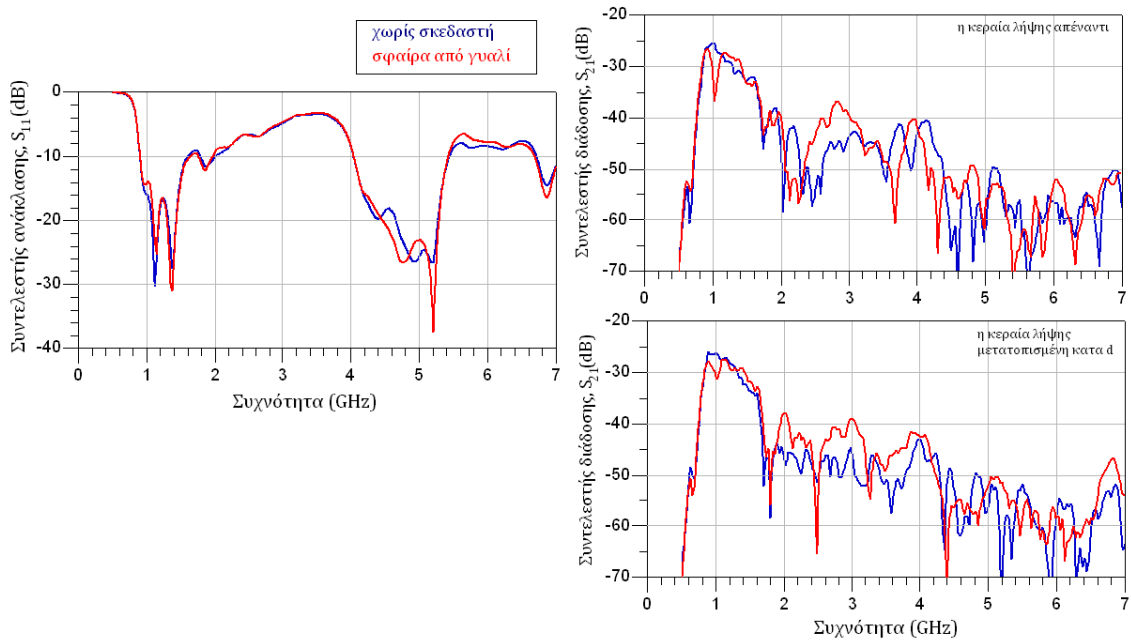 χωρίς σκεδαστή
σφαίρα από γυαλί
Συντελεστής ανάκλασης, S11(dB)
0
-10
-20
-30
-40
0 1 2 3 4 5 6 7
Συχνότητα (GHz)
Συντελεστής διάδοσης, S21(dB)
η κεραία λήψης απέναντι
-20
-30
-40
-50
-60
-70
0 1 2 3 4 5 6 7
Συντελεστής διάδοσης, S21(dB)
η κεραία λήψης
μετατοπισμένη κατα d
-20
-30
-40
-50
-60
-70
0 1 2 3 4 5 6 7
Συχνότητα (GHz)